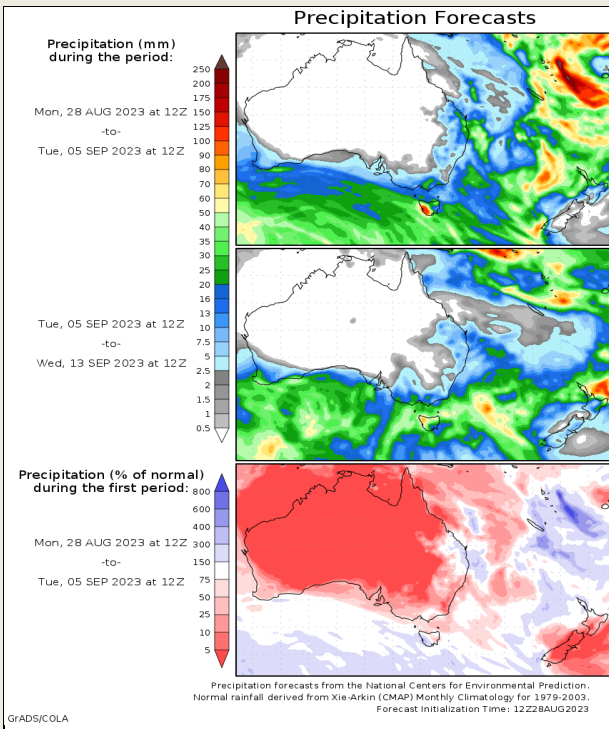 Precipitation Forecasts
Precipitation (mm)
during the period:
Mon, 28 AUG 2023 at 12Z
-to-
Tue, 05 SEP 2023 at 12Z
250
200
175
150
125
100
90
80
70
60
50
40
35
30
25
20
16
13
10
7.5
5
2.5
2
1.5
1
0.5
Tue, 05 SEP 2023 at 12Z
-to-
Wed, 13 SEP 2023 at 12Z
Precipitation (% of normal)
during the first period:
Mon, 28 AUG 2023 at 12Z
-to-
Tue, 05 SEP 2023 at 12Z
800
600
400
300
150
75
50
25
10
5
Precipitation forecasts from the National Centers for Environmental Prediction.
Normal rainfall derived from Xie-Arkin (CMAP) Monthly Climatology for 1979-2003.
Forecast Initialization Time: 12Z28AUG2023
GrADS/COLA